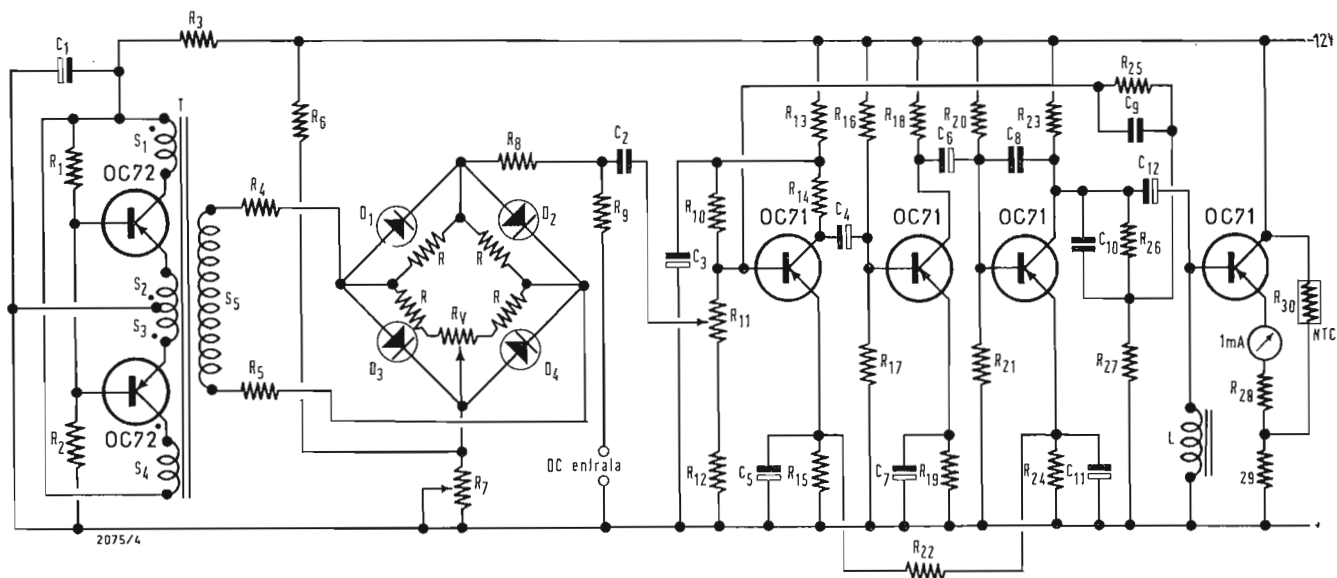 C1
R3
-12V
T
R25
C9
R6
R13
R16
R18
R20
R23
C6
C8
S1
R1
OC72
R8
C2
C12
R4
D1
D2
R9
R10
R14
C4
OC71
OC71
OC71
C10
R26
OC71
R
R
C3
S2
S3
S5
R
R
RV
R11
R30
NTC
1mA
D3
D4
R5
R17
R21
R27
R28
OC72
R2
S4
DC entrala
R7
R12
C5
R15
C7
R19
R24
C11
L
29
+
2075/4
R22